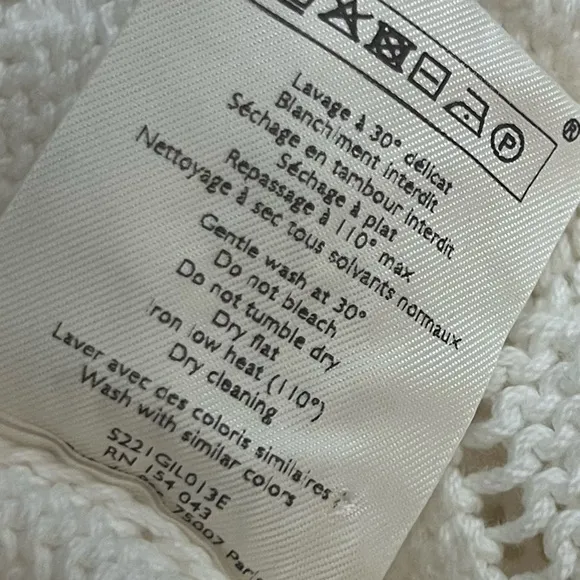 P
®
Lavage à 30° délicat
Blanchiment interdit
Séchage en tambour interdit
Séchage à plat
Repassage à 110° max
Nettoyage à sec tous solvants normaux
Gentle wash at 30°
Do not bleach
Do not tumble dry
Dry flat
Iron low heat (110°)
Dry cleaning
Laver avec des coloris similaires
Wash with similar colors
S221GIL013E
RN 154 043
75007 Paris